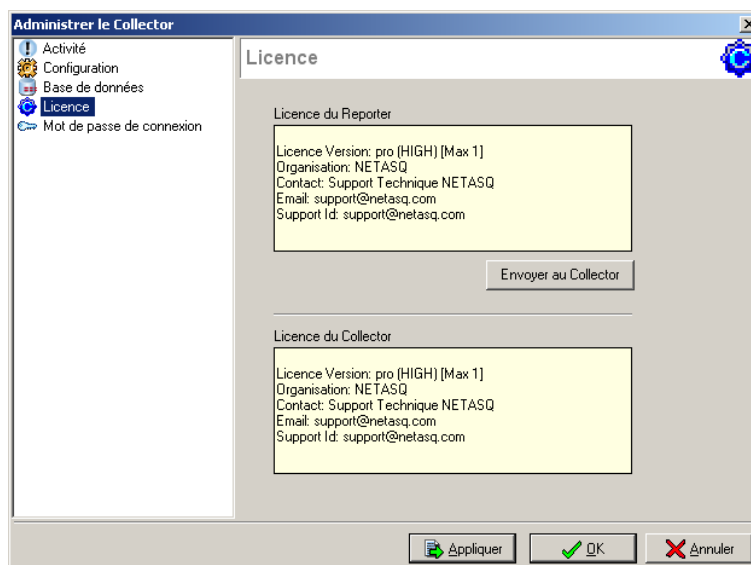 Administrer le Collector
Activité
Configuration
Base de données
Licence
Mot de passe de connexion
Licence
Licence du Reporter
Licence Version: pro (HIGH) [Max 1]
Organisation: NETASQ
Contact: Support Technique NETASQ
Email: support@netasq.com
Support Id: support@netasq.com
Envoyer au Collector
Licence du Collector
Licence Version: pro (HIGH) [Max 1]
Organisation: NETASQ
Contact: Support Technique NETASQ
Email: support@netasq.com
Support Id: support@netasq.com
Appliquer
OK
Annuler